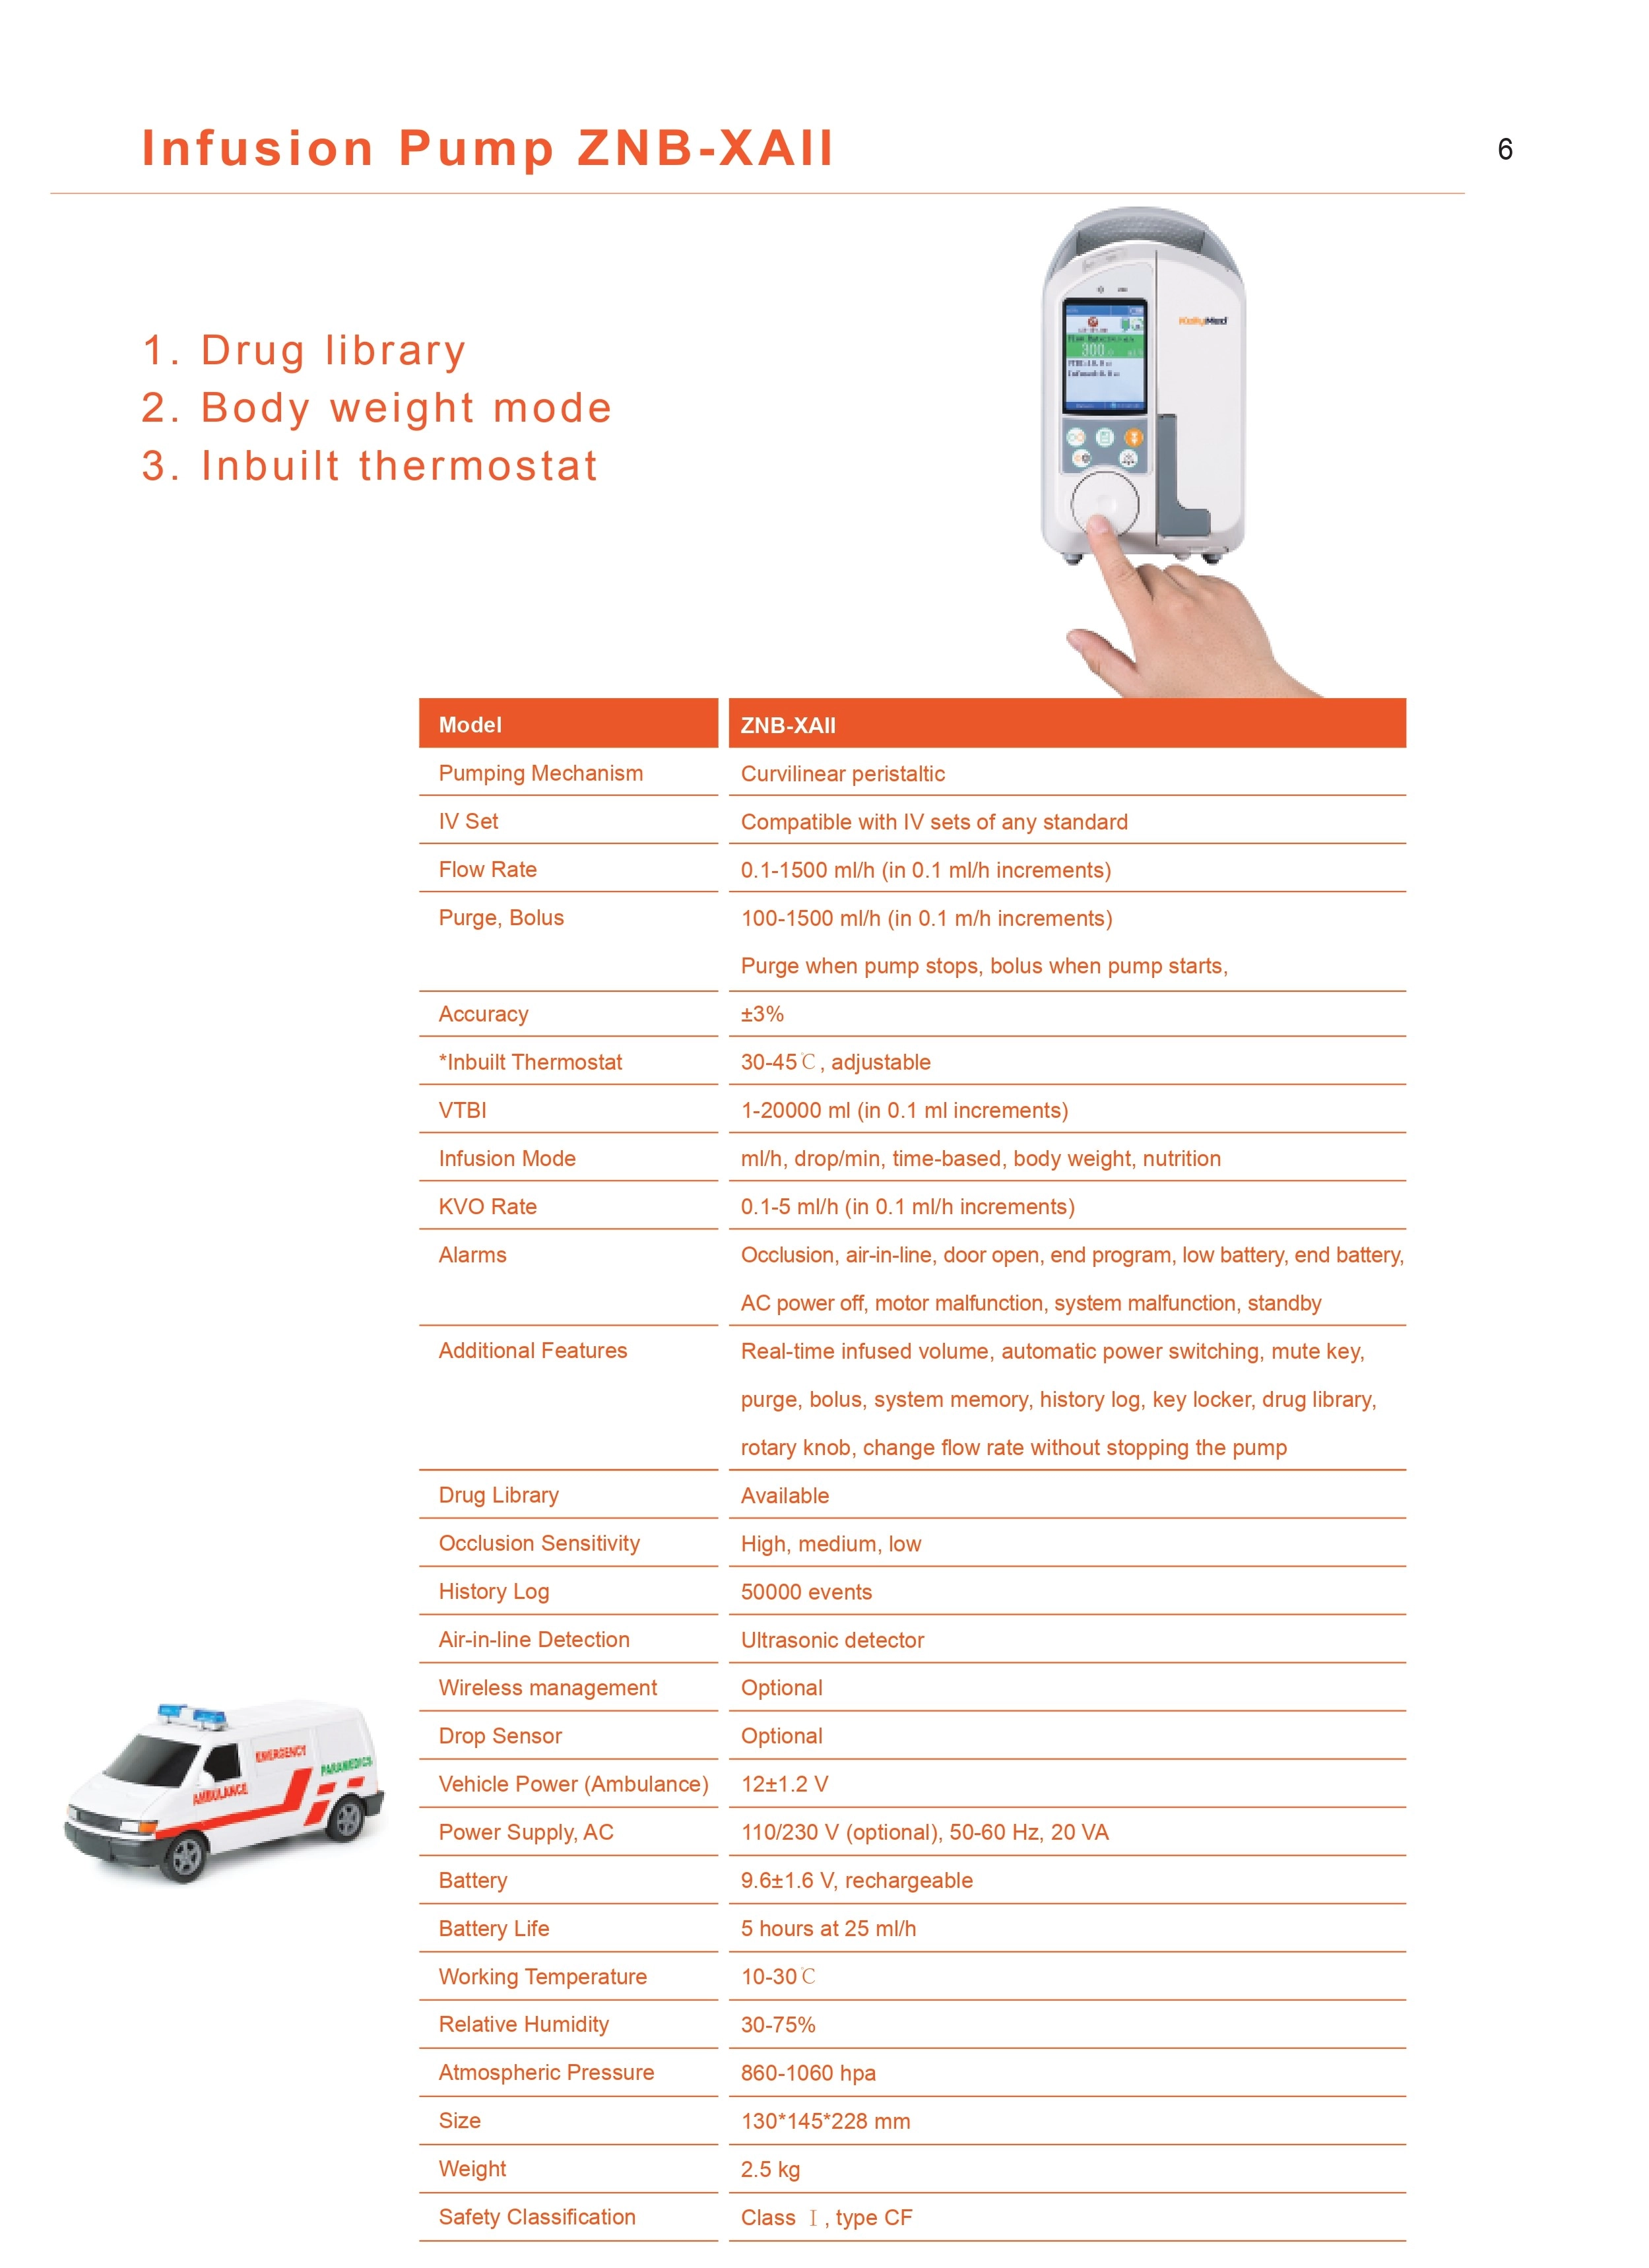 Infusion Pump ZNB-XAII
6
1. Drug library
2. Body weight mode
3. Inbuilt thermostat
KellyMed
300
Model ZNB-XAII
Pumping Mechanism Curvilinear peristaltic
IV Set Compatible with IV sets of any standard
Flow Rate 0.1-1500 ml/h (in 0.1 ml/h increments)
Purge, Bolus 100-1500 ml/h (in 0.1 m/h increments)
Purge when pump stops, bolus when pump starts,
Accuracy ±3%
*Inbuilt Thermostat 30-45℃, adjustable
VTBI 1-20000 ml (in 0.1 ml increments)
Infusion Mode ml/h, drop/min, time-based, body weight, nutrition
KVO Rate 0.1-5 ml/h (in 0.1 ml/h increments)
Alarms Occlusion, air-in-line, door open, end program, low battery, end battery,
AC power off, motor malfunction, system malfunction, standby
Additional Features Real-time infused volume, automatic power switching, mute key,
purge, bolus, system memory, history log, key locker, drug library,
rotary knob, change flow rate without stopping the pump
Drug Library Available
Occlusion Sensitivity High, medium, low
History Log 50000 events
Air-in-line Detection Ultrasonic detector
Wireless management Optional
Drop Sensor Optional
Vehicle Power (Ambulance) 12±1.2 V
Power Supply, AC 110/230 V (optional), 50-60 Hz, 20 VA
Battery 9.6±1.6 V, rechargeable
Battery Life 5 hours at 25 ml/h
Working Temperature 10-30℃
Relative Humidity 30-75%
Atmospheric Pressure 860-1060 hpa
Size 130*145*228 mm
Weight 2.5 kg
Safety Classification Class Ⅰ, type CF
EMERGENCY
PARAMEDICS
AMBULANCE